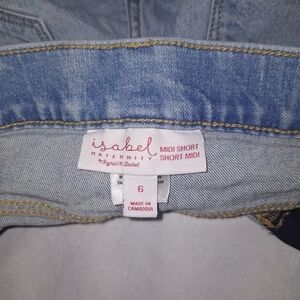 isabel
MATERNITY
by Ingrid & Isabel
MIDI SHORT
SHORT MIDI
6
MADE IN
CAMBODIA